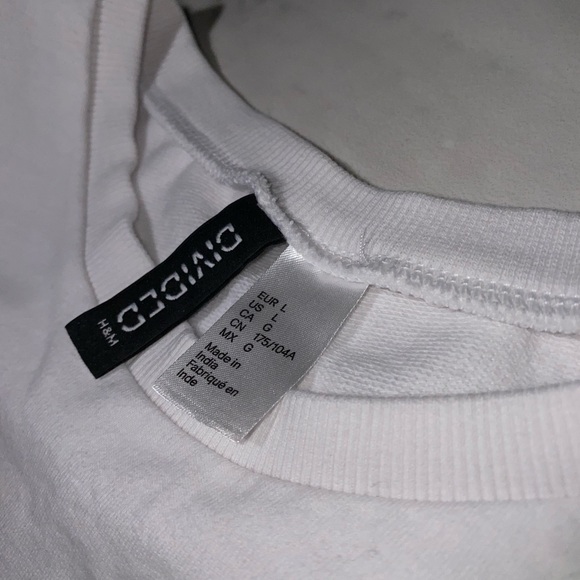 DIVIDED
H&M
EUR L
US L
CA G
CN 175/104A
MX G
Made in
India
Fabriqué en
Inde